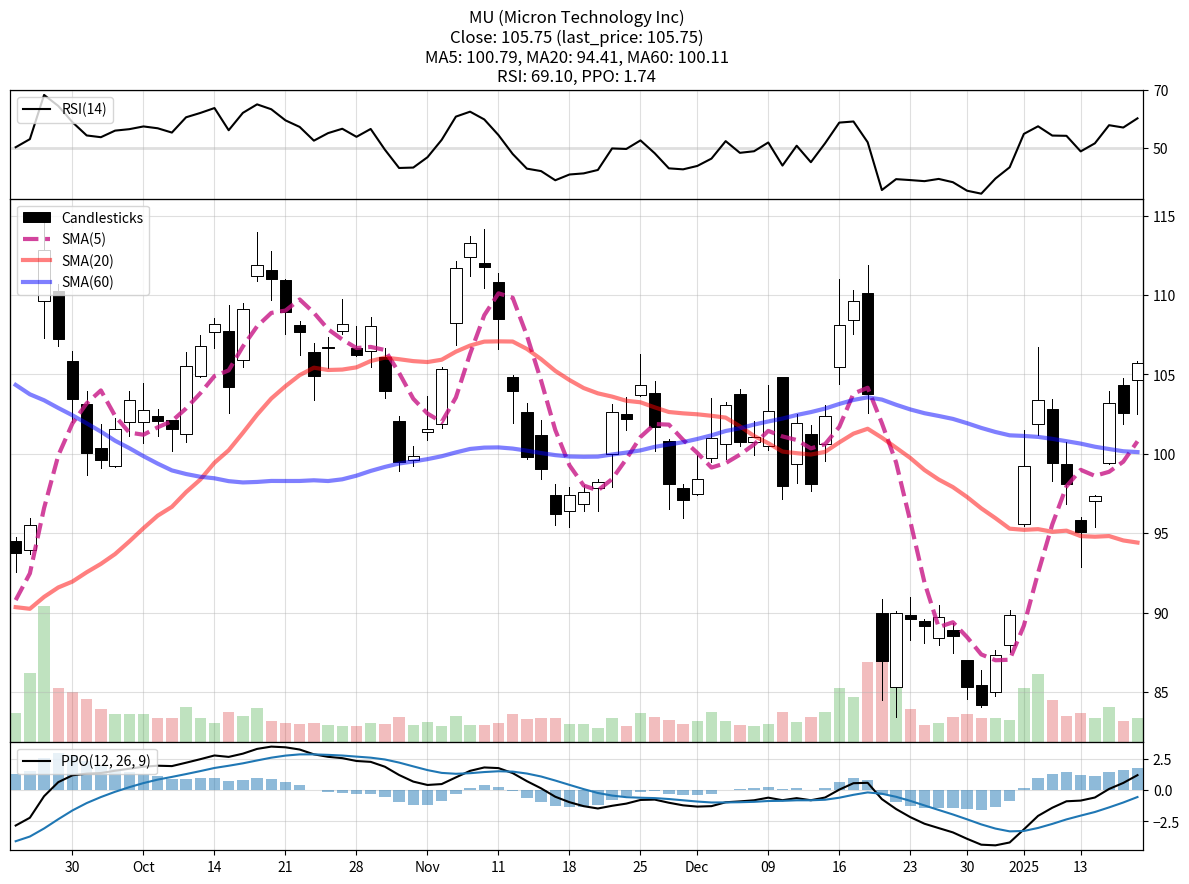 MU (Micron Technology Inc)
Close: 105.75 (last_price: 105.75)
MA5: 100.79, MA20: 94.41, MA60: 100.11
RSI: 69.10, PPO: 1.74
RSI(14)
70
50
Candlesticks
SMA(5)
SMA(20)
SMA(60)
115
110
105
100
95
90
85
PPO(12, 26, 9)
2.5
0.0
−2.5
30 Oct 14 21 28 Nov 11 18 25 Dec 09 16 23 30 2025 13